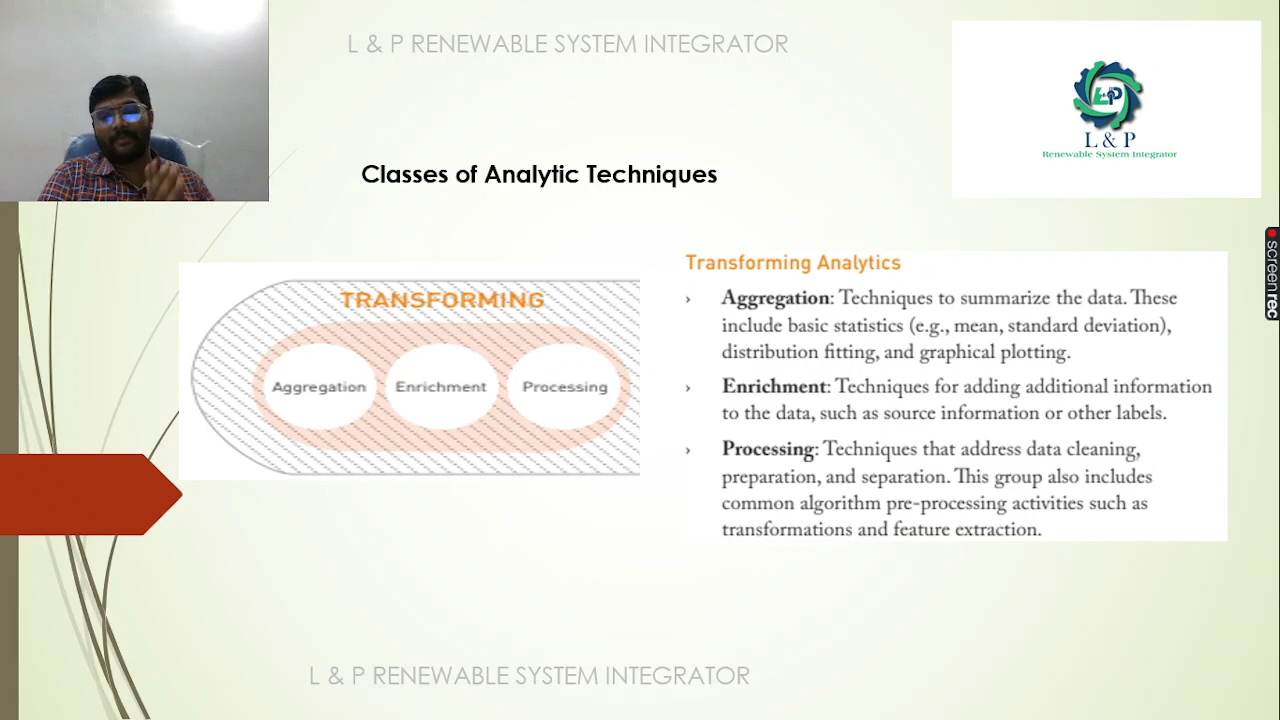 L & P RENEWABLE SYSTEM INTEGRATOR
L&P
L & P
Renewable System Integrator
Classes of Analytic Techniques
TRANSFORMING
Aggregation
Enrichment
Processing
Transforming Analytics
› Aggregation: Techniques to summarize the data. These
include basic statistics (e.g., mean, standard deviation),
distribution fitting, and graphical plotting.
› Enrichment: Techniques for adding additional information
to the data, such as source information or other labels.
› Processing: Techniques that address data cleaning,
preparation, and separation. This group also includes
common algorithm pre-processing activities such as
transformations and feature extraction.
screenrec
L & P RENEWABLE SYSTEM INTEGRATOR